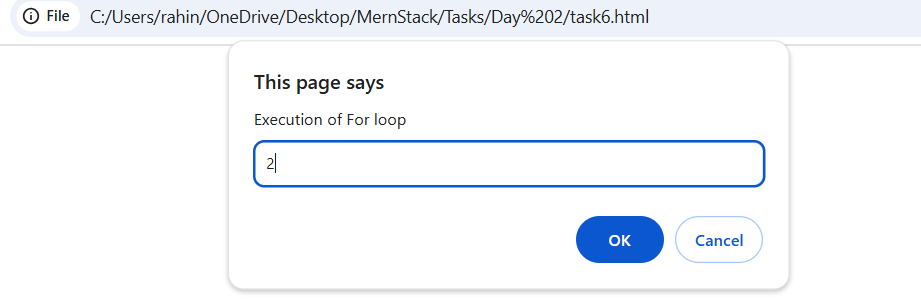 File C:/Users/rahin/OneDrive/Desktop/MernStack/Tasks/Day%202/task6.html
This page says
Execution of For loop
2
OK Cancel